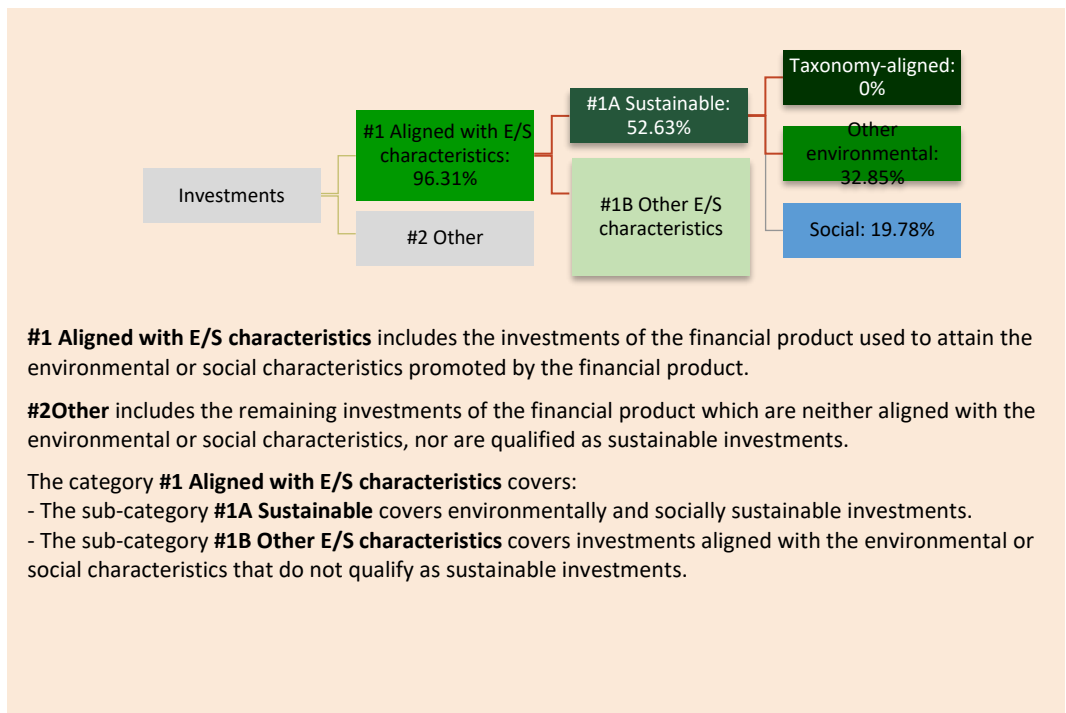 Investments
#1 Aligned with E/S
characteristics:
96.31%
#2 Other
#1A Sustainable:
52.63%
#1B Other E/S
characteristics
Taxonomy-aligned:
0%
Other
environmental:
32.85%
Social: 19.78%
#1 Aligned with E/S characteristics includes the investments of the financial product used to attain the
environmental or social characteristics promoted by the financial product.
#2Other includes the remaining investments of the financial product which are neither aligned with the
environmental or social characteristics, nor are qualified as sustainable investments.
The category #1 Aligned with E/S characteristics covers:
- The sub-category #1A Sustainable covers environmentally and socially sustainable investments.
- The sub-category #1B Other E/S characteristics covers investments aligned with the environmental or
social characteristics that do not qualify as sustainable investments.